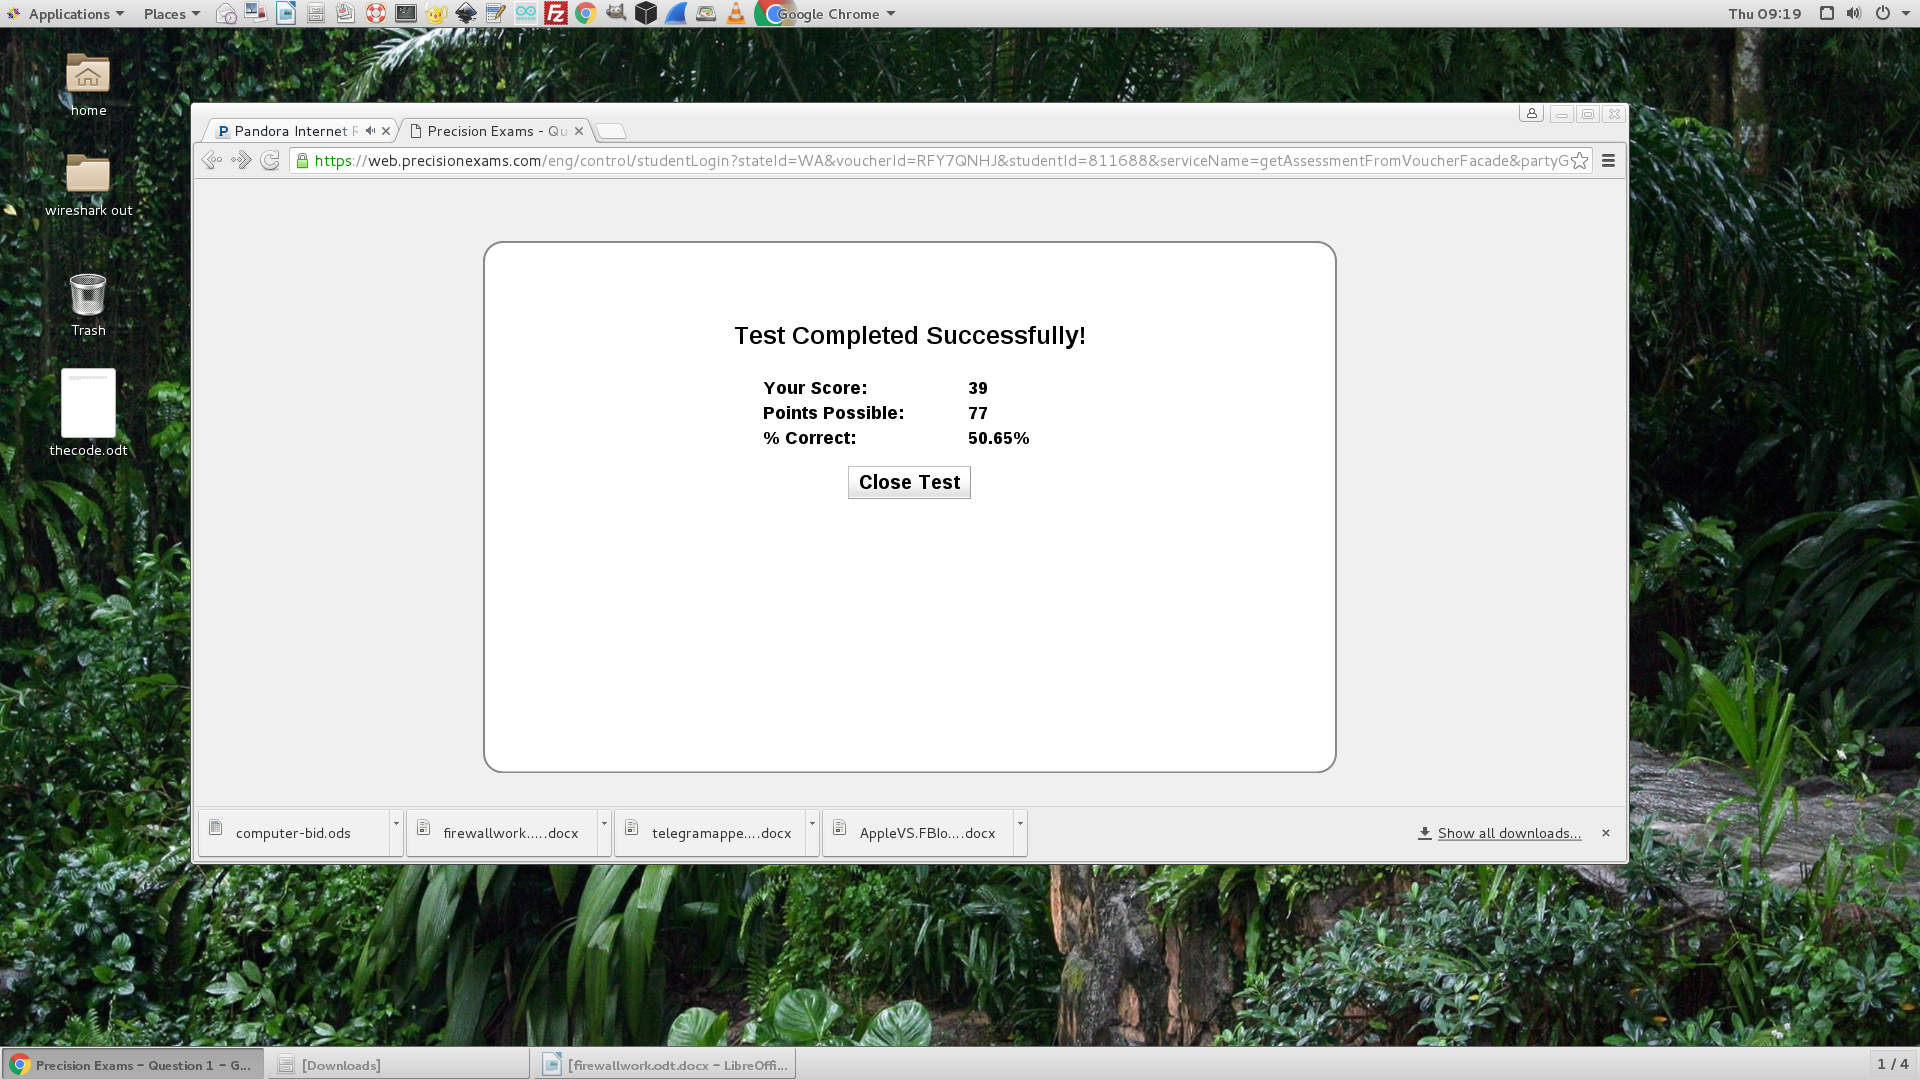 Applications
Places
Google Chrome
Thu 09:19
home
wireshark out
Trash
thecode.odt
Pandora Internet R
Precision Exams - Qu
https://web.precisionexams.com/eng/control/studentLogin?stateId=WA&voucherId=RFY7QNHJ&studentId=811688&serviceName=getAssessmentFromVoucherFacade&partyG
Test Completed Successfully!
Your Score: 39
Points Possible: 77
% Correct: 50.65%
Close Test
computer-bid.ods
firewallwork.....docx
telegramappe....docx
AppleVS.FBIo....docx
Show all downloads...
Precision Exams - Question 1 - G...
[Downloads]
[firewallwork.odt.docx - LibreOffi...
1 / 4